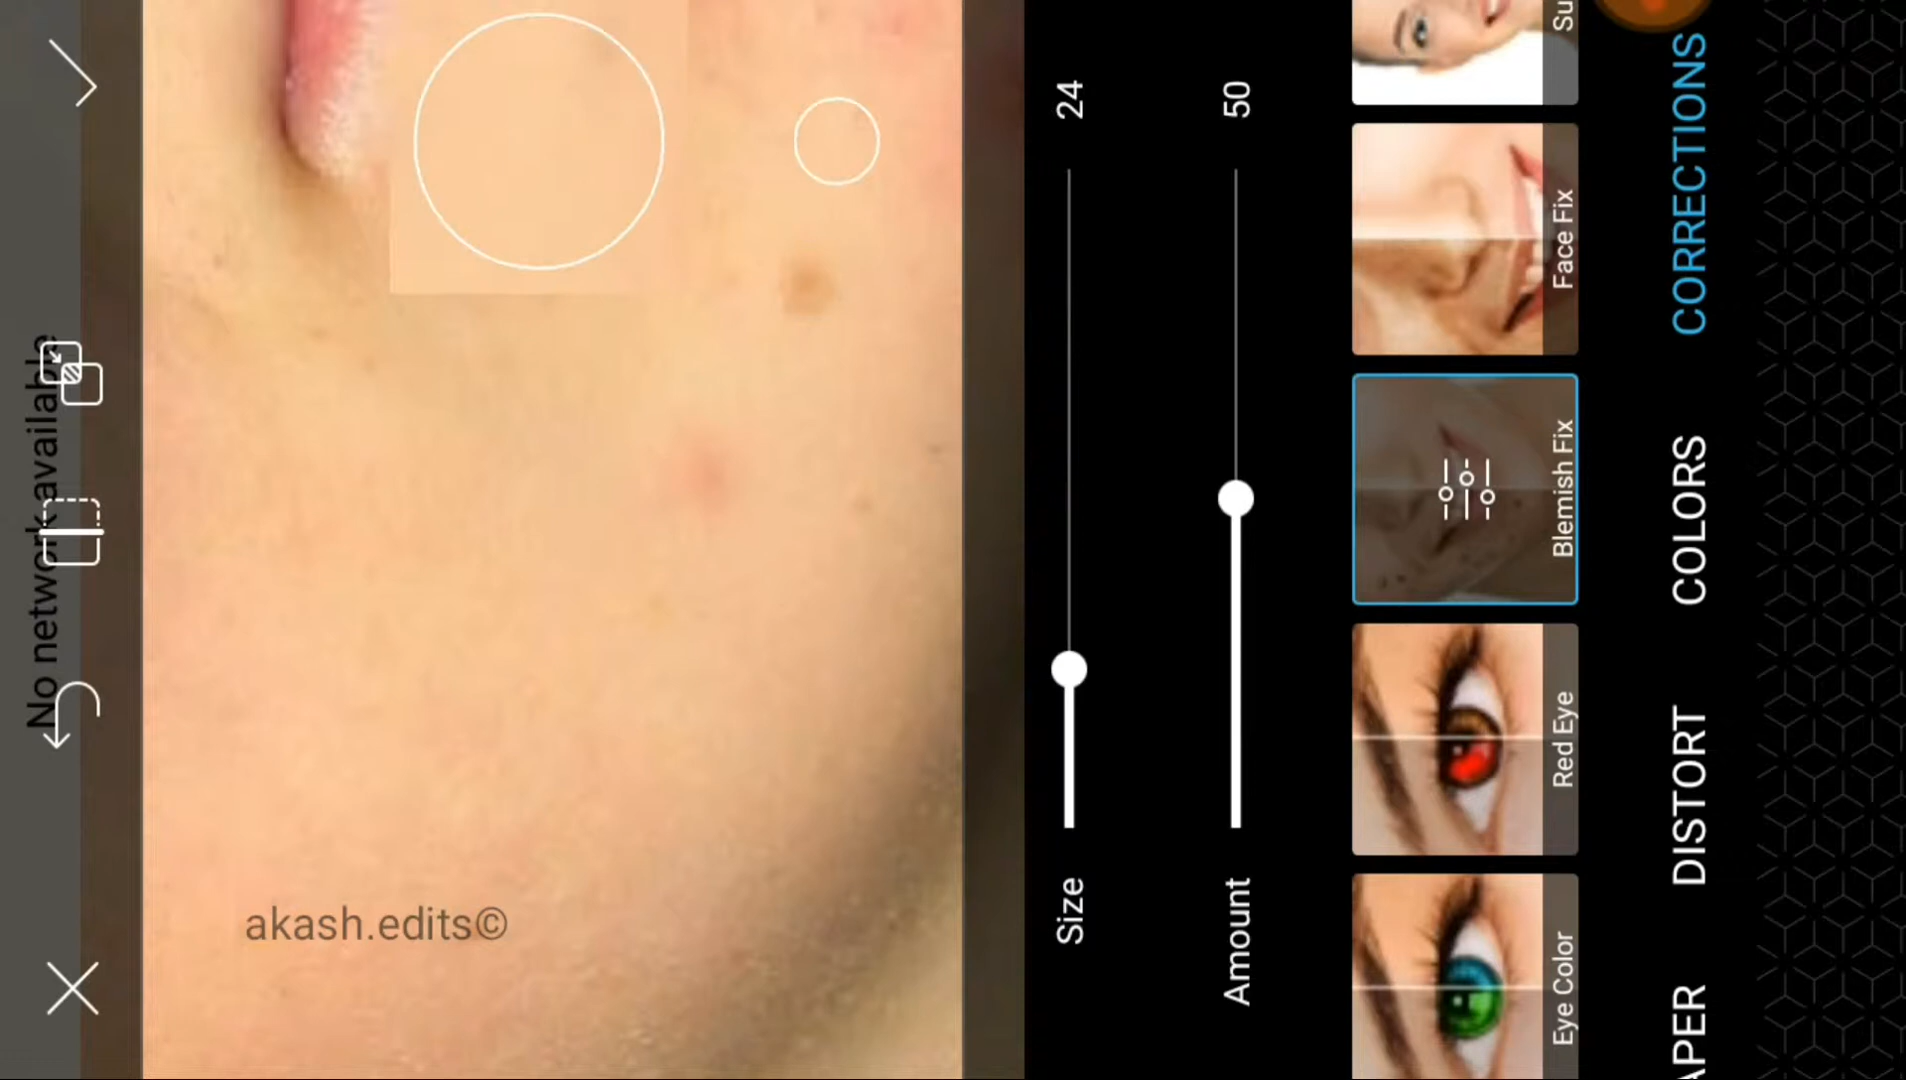 No network available
akash.edits©
Size
24
Amount
50
Eye Color
Red Eye
Blemish Fix
Face Fix
Su
APER
DISTORT
COLORS
CORRECTIONS